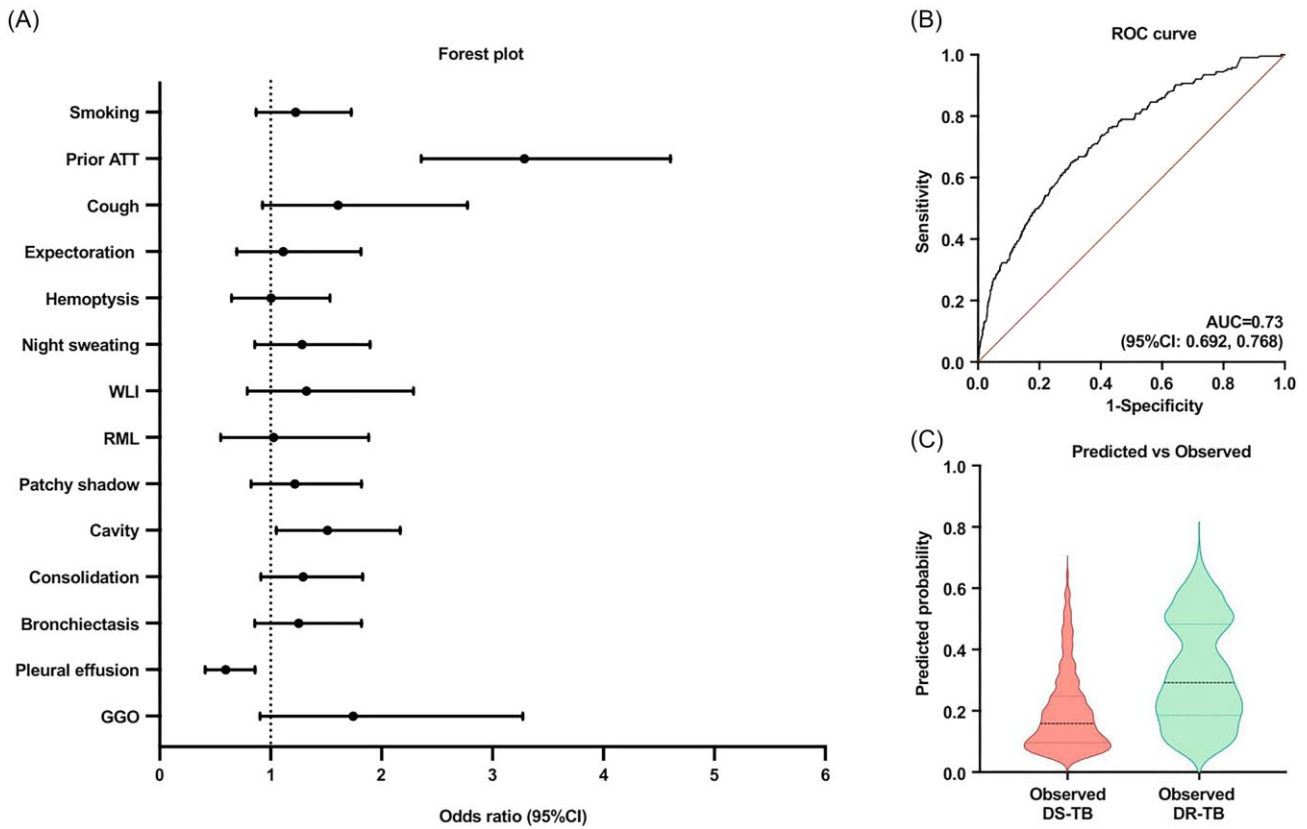 (A)
Forest plot
Smoking
Prior ATT
Cough
Expectoration
Hemoptysis
Night sweating
WLI
RML
Patchy shadow
Cavity
Consolidation
Bronchiectasis
Pleural effusion
GGO
0 1 2 3 4 5 6
Odds ratio (95%CI)
(B)
ROC curve
Sensitivity
1.0
0.8
0.6
0.4
0.2
0.0
AUC=0.73
(95%CI: 0.692, 0.768)
0.0 0.2 0.4 0.6 0.8 1.0
1-Specificity
(C)
Predicted vs Observed
Predicted probability
1.0
0.8
0.6
0.4
0.2
0.0
Observed Observed
DS-TB DR-TB